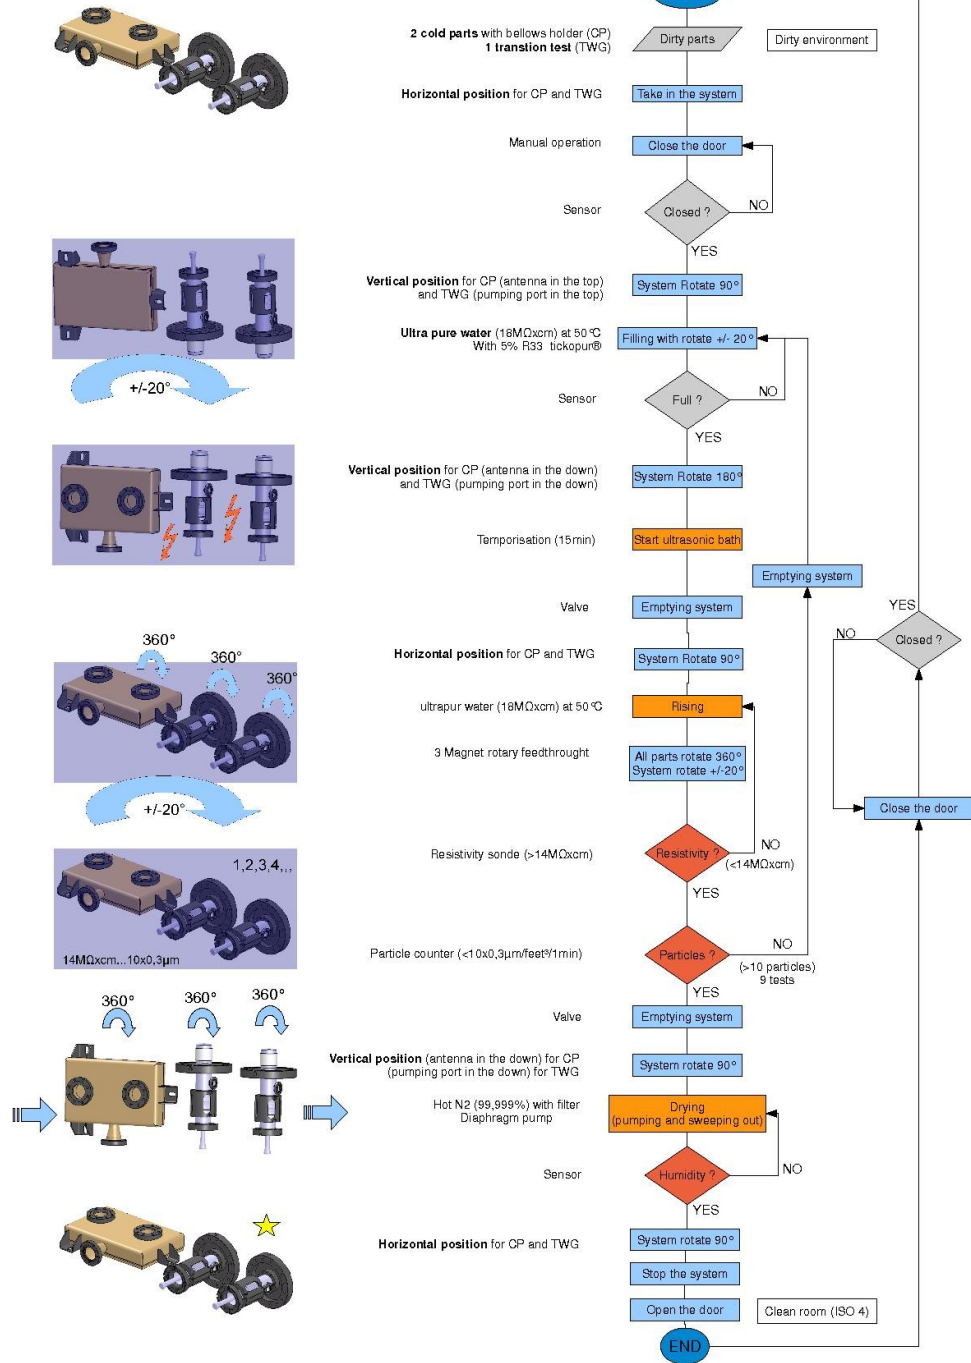 2 cold parts with bellows holder (CP)
1 transtion test (TWG)
Dirty parts
Dirty environment
Horizontal position for CP and TWG
Take in the system
Manual operation
Close the door
Sensor
Closed ?
NO
YES
Vertical position for CP (antenna in the top)
and TWG (pumping port in the top)
System Rotate 90°
Ultra pure water (18MΩxcm) at 50°C
With 5% R33 tickopur®
Filling with rotate +/- 20°
+/-20°
Sensor
Full ?
NO
YES
Vertical position for CP (antenna in the down)
and TWG (pumping port in the down)
System Rotate 180°
Temporisation (15min)
Start ultrasonic bath
Emptying system
Valve
Emptying system
YES
NO
Closed ?
360°
360°
360°
Horizontal position for CP and TWG
System Rotate 90°
ultrapur water (18MΩxcm) at 50°C
Rising
3 Magnet rotary feedthrought
All parts rotate 360°
System rotate +/-20°
+/-20°
Close the door
Resistivity sonde (>14MΩxcm)
Resistivity ?
NO
(<14MΩxcm)
YES
1,2,3,4,,,
14MΩxcm...10x0,3µm
Particle counter (<10x0,3µm/feet³/1min)
Particles ?
NO
(>10 particles)
9 tests
YES
360°
360°
360°
Valve
Emptying system
Vertical position (antenna in the down) for CP
(pumping port in the down) for TWG
System rotate 90°
Hot N2 (99,999%) with filter
Diaphragm pump
Drying
(pumping and sweeping out)
Sensor
Humidity ?
NO
YES
Horizontal position for CP and TWG
System rotate 90°
Stop the system
Open the door
Clean room (ISO 4)
END